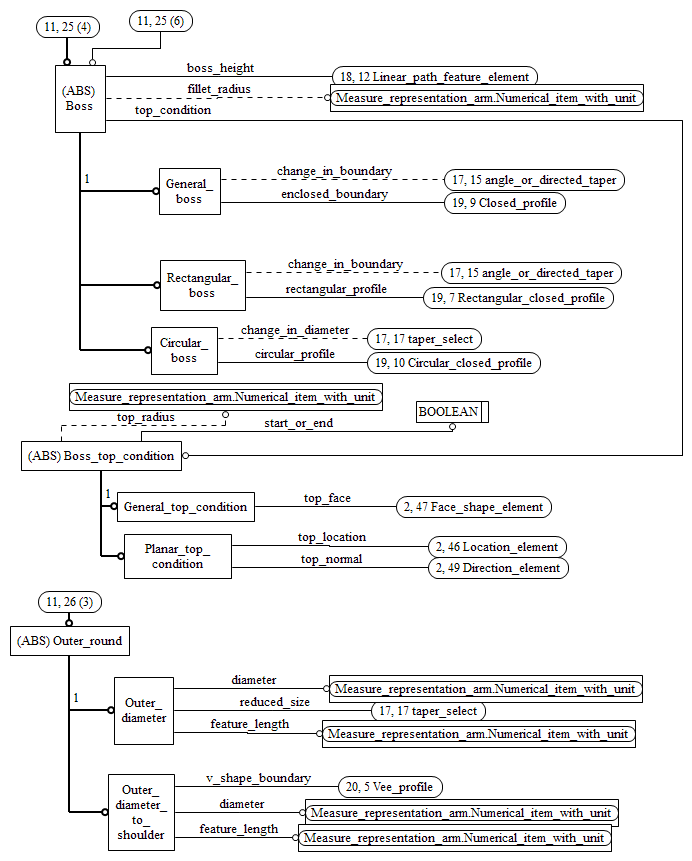 11, 25 (4)
11, 25 (6)
(ABS)
Boss
boss_height
18, 12 Linear_path_feature_element
fillet_radius
Measure_representation_arm.Numerical_item_with_unit
top_condition
1
General_
boss
change_in_boundary
17, 15 angle_or_directed_taper
enclosed_boundary
19, 9 Closed_profile
Rectangular_
boss
change_in_boundary
17, 15 angle_or_directed_taper
rectangular_profile
19, 7 Rectangular_closed_profile
Circular_
boss
change_in_diameter
17, 17 taper_select
circular_profile
19, 10 Circular_closed_profile
Measure_representation_arm.Numerical_item_with_unit
top_radius
start_or_end
BOOLEAN
(ABS) Boss_top_condition
1
General_top_condition
top_face
2, 47 Face_shape_element
Planar_top_
condition
top_location
2, 46 Location_element
top_normal
2, 49 Direction_element
11, 26 (3)
(ABS) Outer_round
1
Outer_
diameter
diameter
Measure_representation_arm.Numerical_item_with_unit
reduced_size
17, 17 taper_select
feature_length
Measure_representation_arm.Numerical_item_with_unit
Outer_
diameter_
to_
shoulder
v_shape_boundary
20, 5 Vee_profile
diameter
Measure_representation_arm.Numerical_item_with_unit
feature_length
Measure_representation_arm.Numerical_item_with_unit